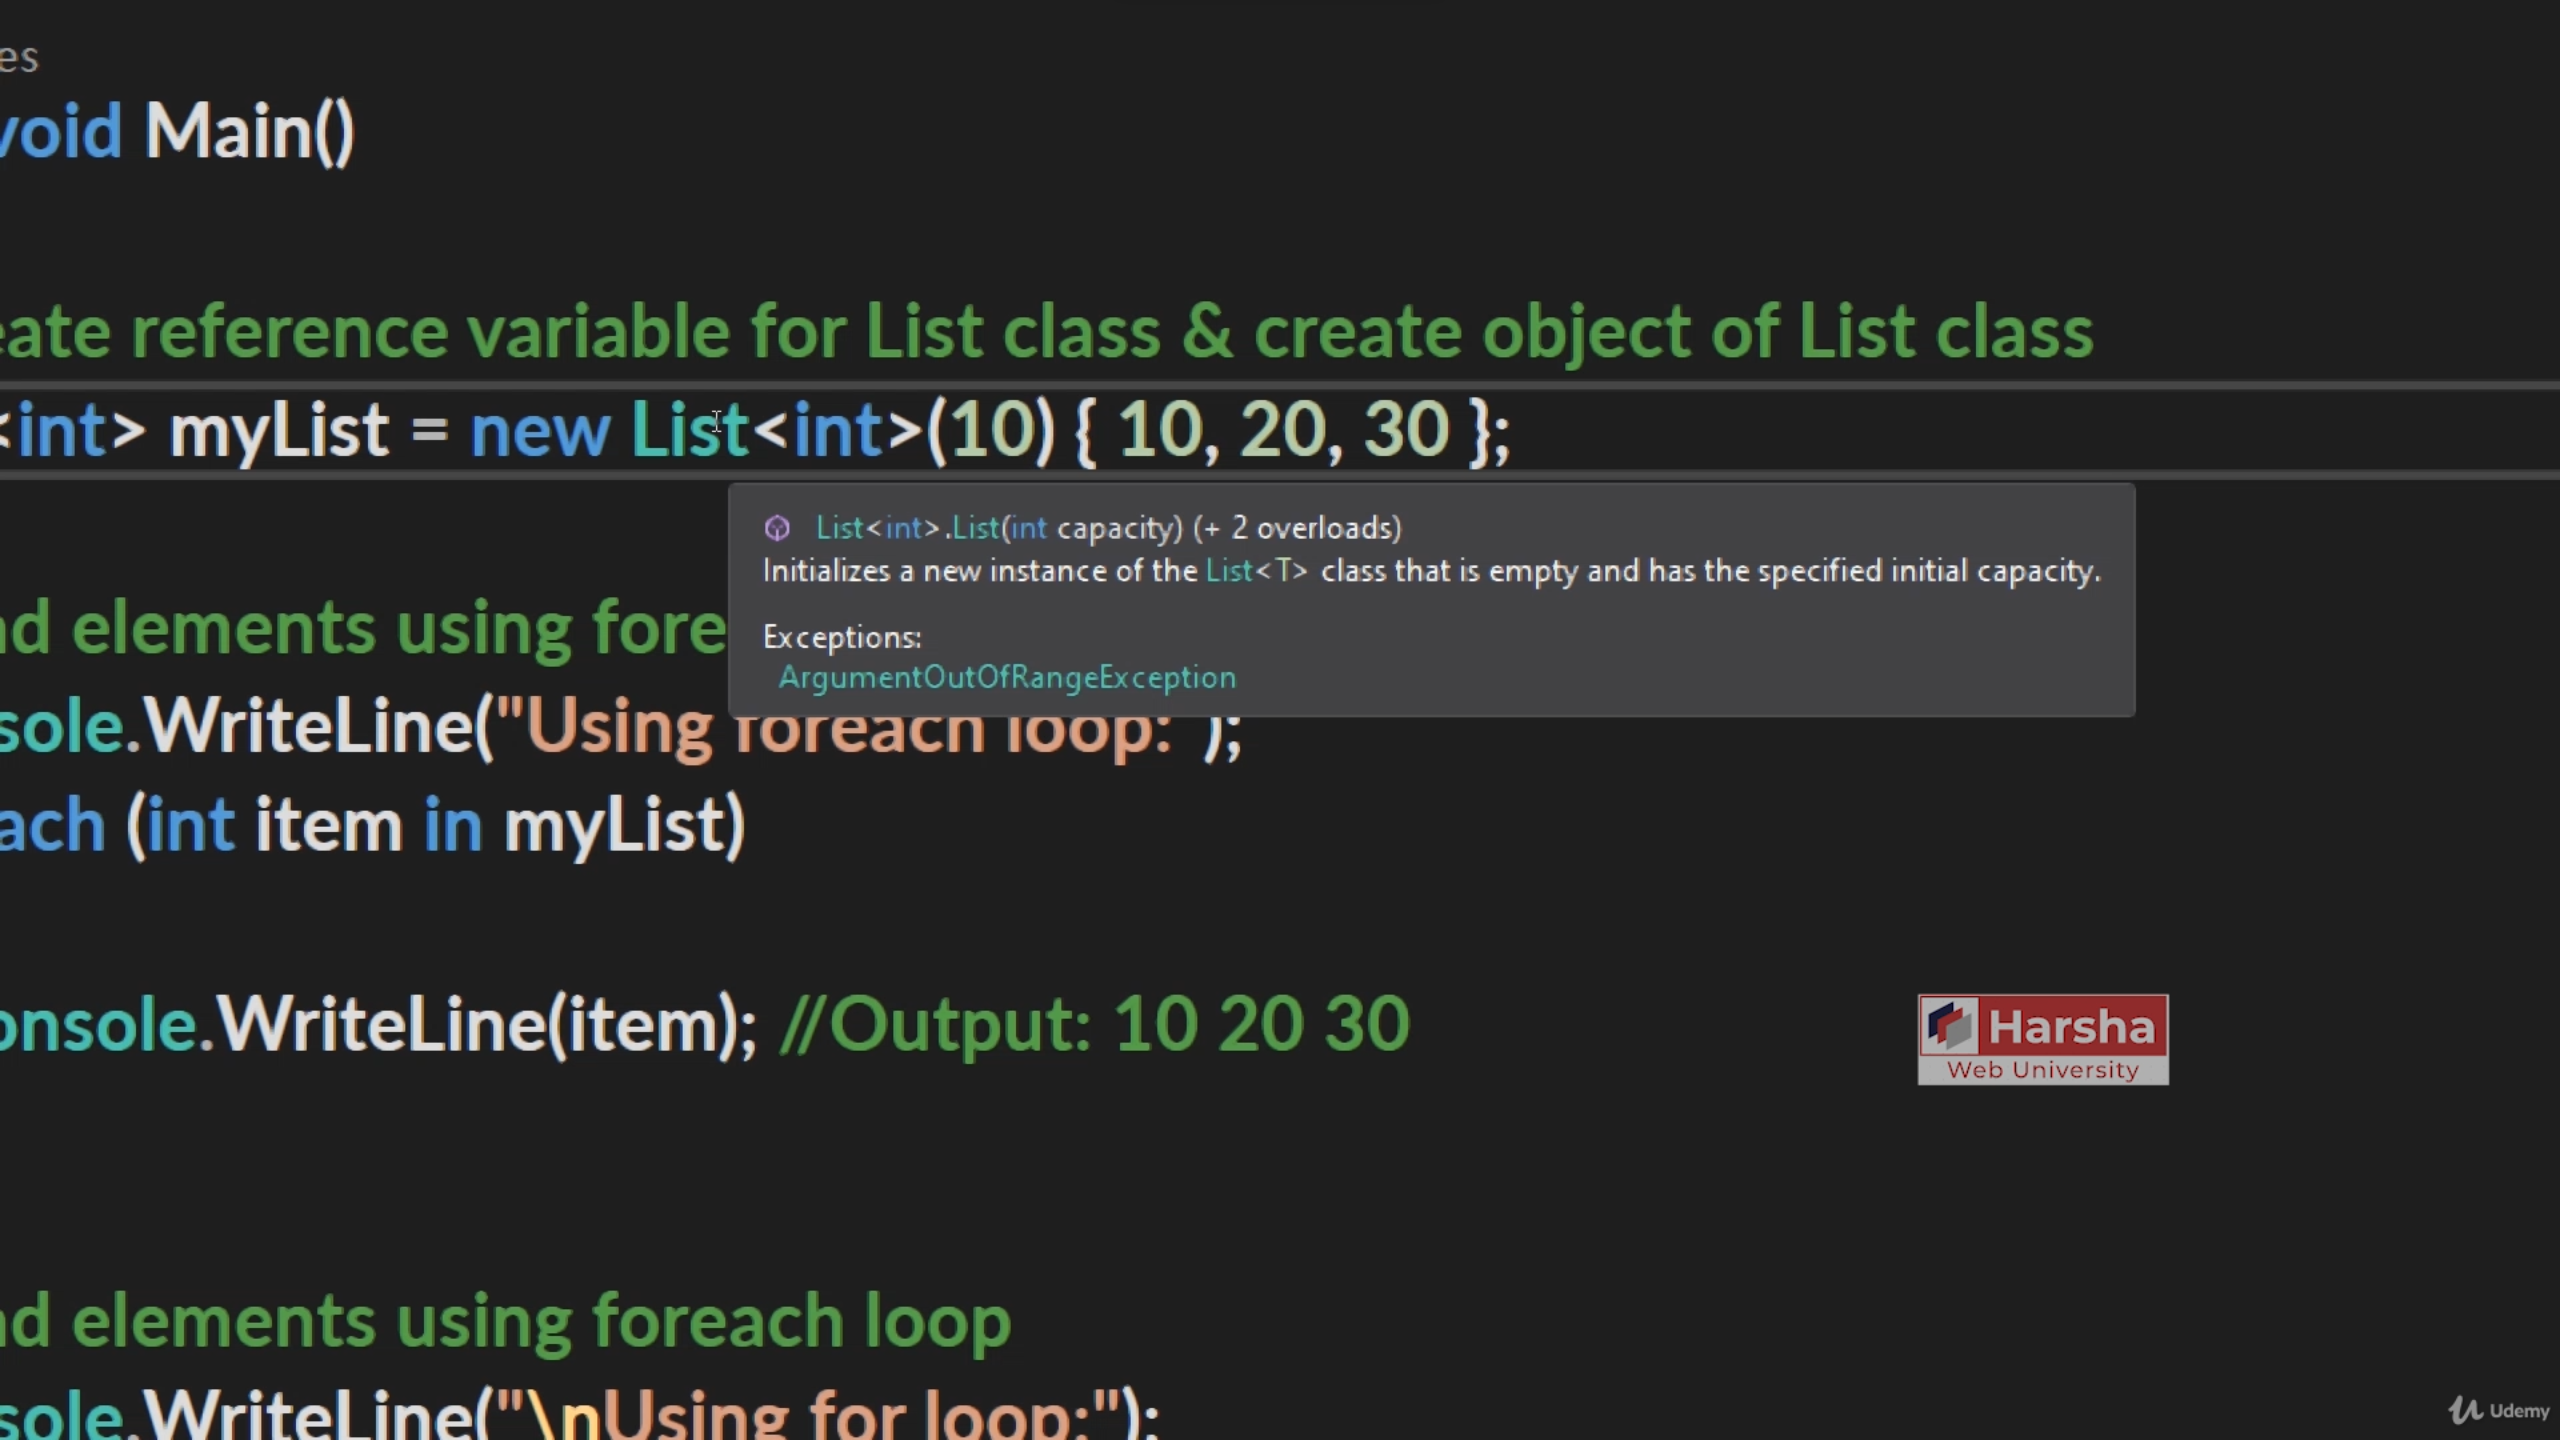 es
void Main()
eate reference variable for List class & create object of List class
<int> myList = new List<int>(10) { 10, 20, 30 };
List<int>.List(int capacity) (+ 2 overloads)
Initializes a new instance of the List<T> class that is empty and has the specified initial capacity.
Exceptions:
ArgumentOutOfRangeException
ad elements using fore
sole.WriteLine("Using foreach loop:");
ach (int item in myList)
onsole.WriteLine(item); //Output: 10 20 30
Harsha
Web University
ad elements using foreach loop
sole.WriteLine("\nUsing for loop:");
Udemy